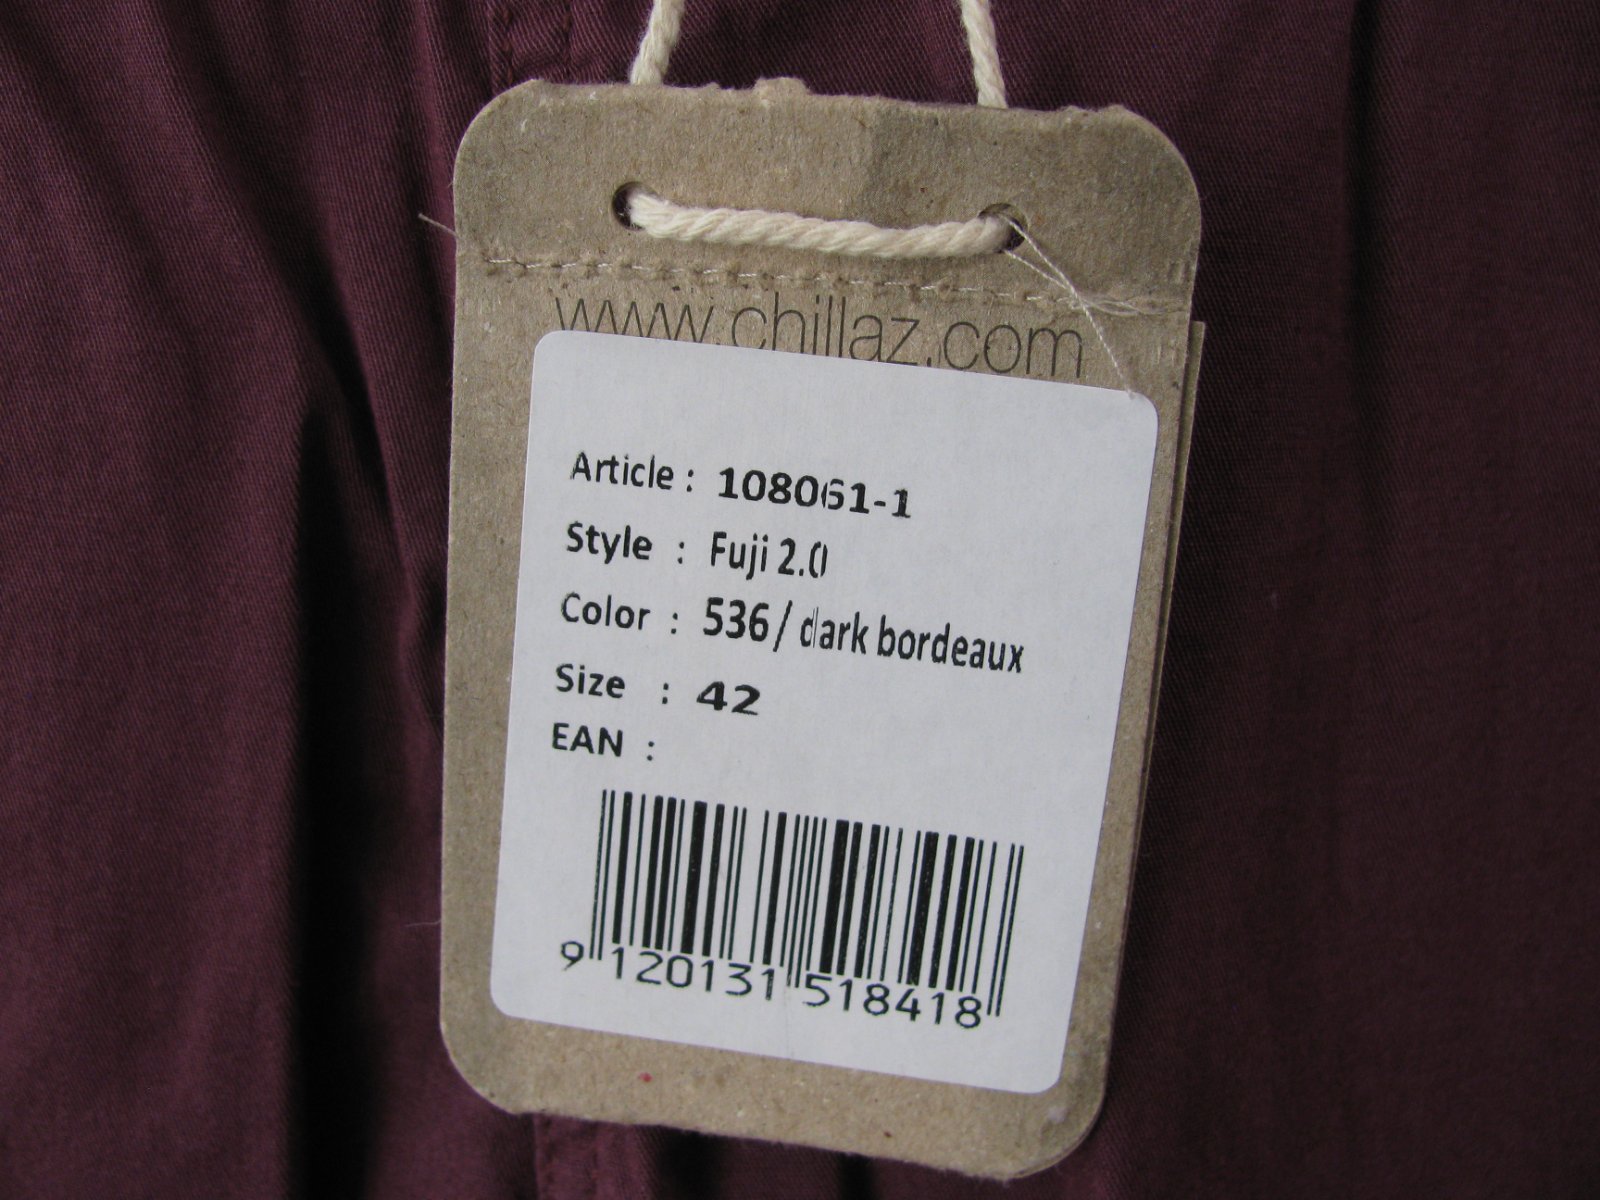 www.chillaz.com
Article : 108061-1
Style : Fuji 2.0
Color : 536 / dark bordeaux
Size : 42
EAN :
9 120131 518418